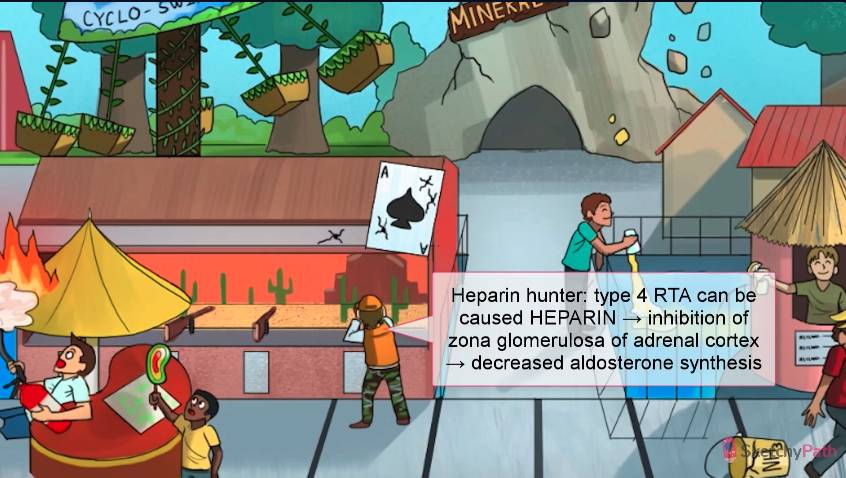 CYCLO-SW
MINERAL
A
A
Heparin hunter: type 4 RTA can be
caused HEPARIN → inhibition of
zona glomerulosa of adrenal cortex
→ decreased aldosterone synthesis
SketchyPath